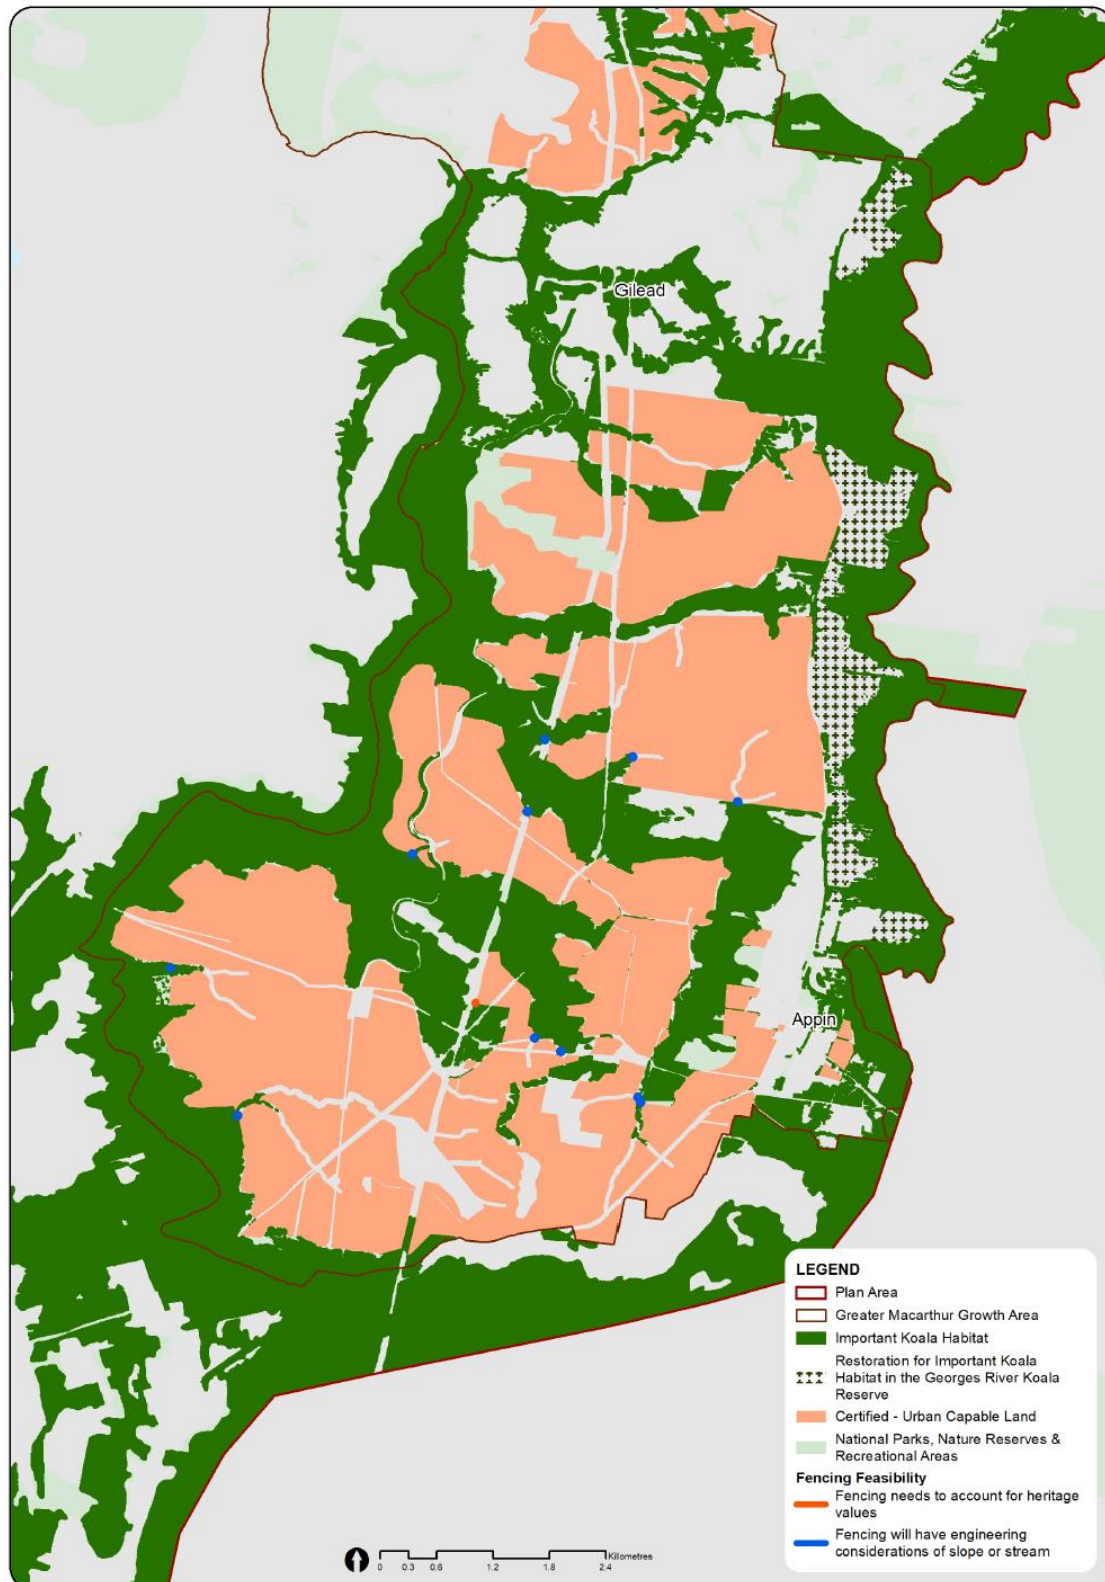 Gilead
Appin
LEGEND
Plan Area
Greater Macarthur Growth Area
Important Koala Habitat
Restoration for Important Koala
Habitat in the Georges River Koala
Reserve
Certified - Urban Capable Land
National Parks, Nature Reserves &
Recreational Areas
Fencing Feasibility
Fencing needs to account for heritage
values
Fencing will have engineering
considerations of slope or stream
Kilometres
0 0.3 0.6 1.2 1.8 2.4